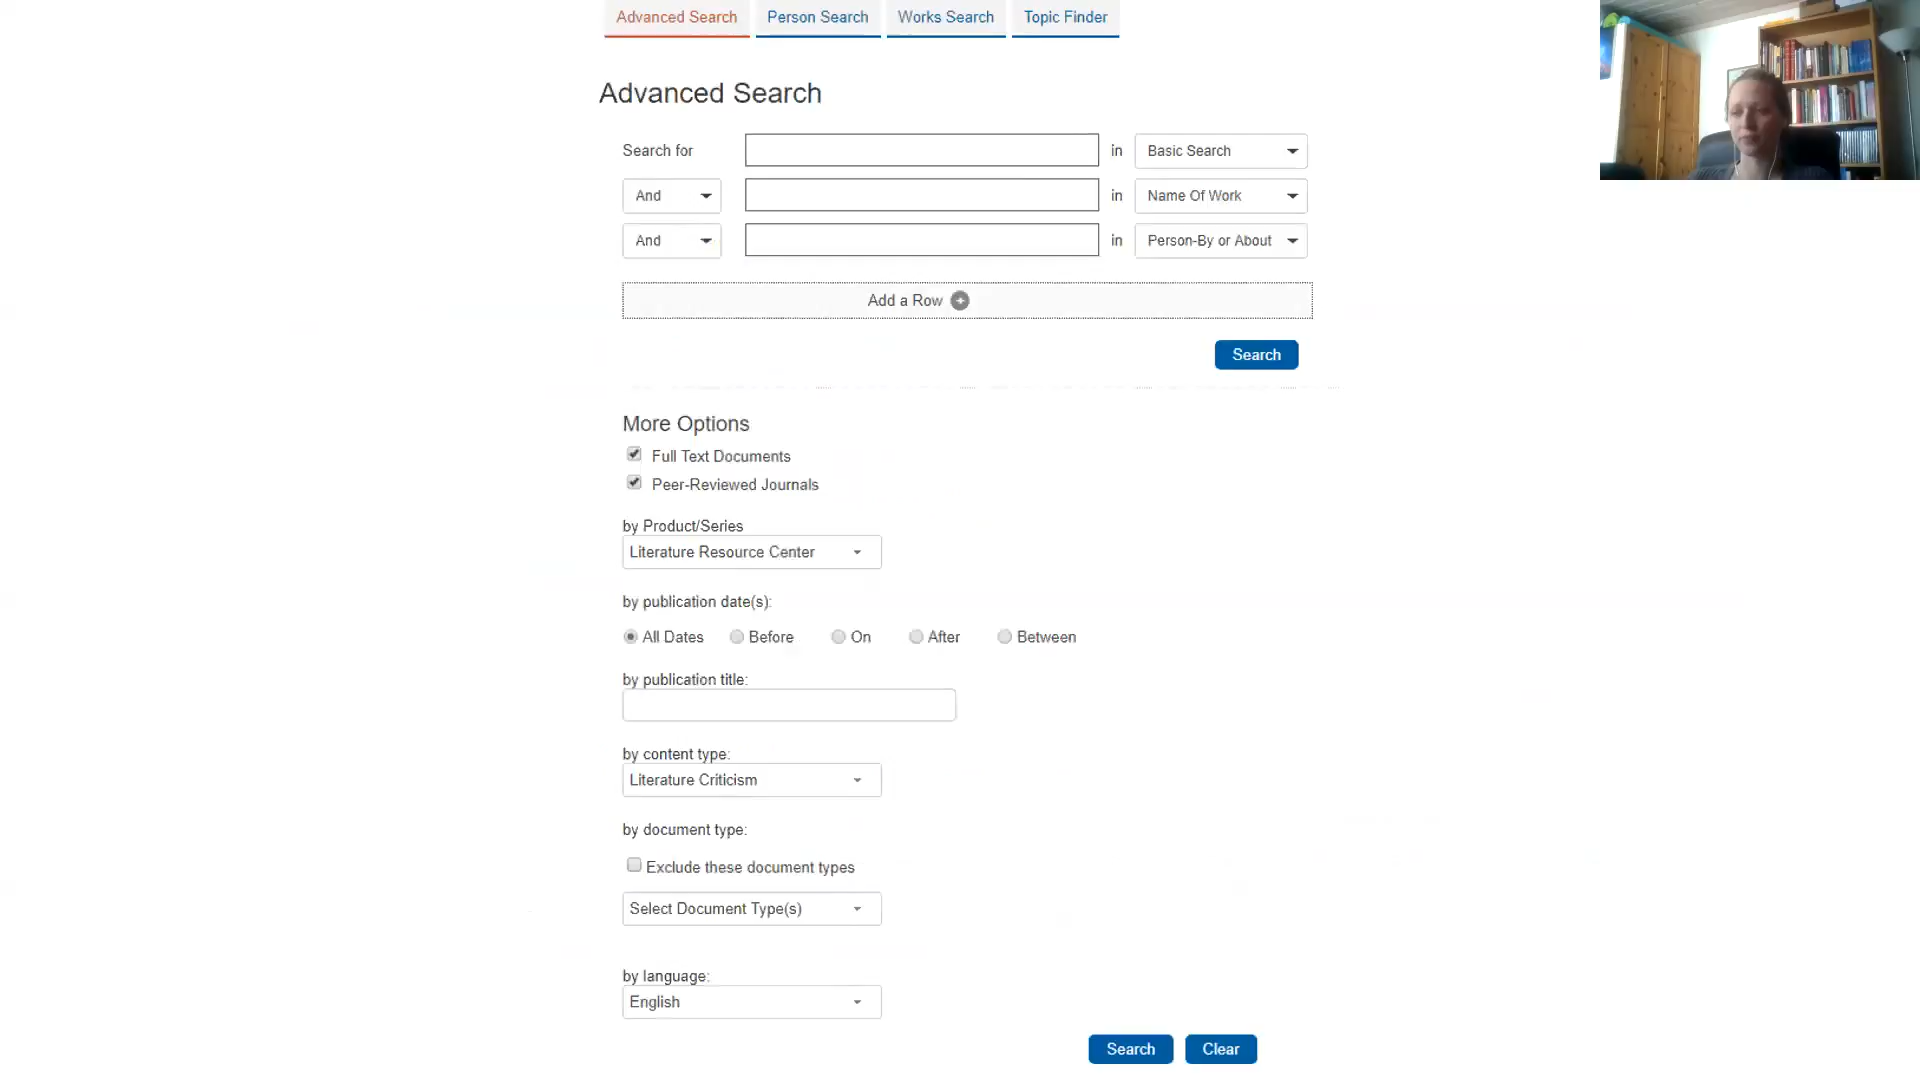 Advanced Search Person Search Works Search Topic Finder
Advanced Search
Search for in Basic Search
And in Name Of Work
And in Person-By or About
Add a Row
Search
More Options
Full Text Documents
Peer-Reviewed Journals
by Product/Series
Literature Resource Center
by publication date(s):
All Dates Before On After Between
by publication title:
by content type:
Literature Criticism
by document type:
Exclude these document types
Select Document Type(s)
by language:
English
Search Clear